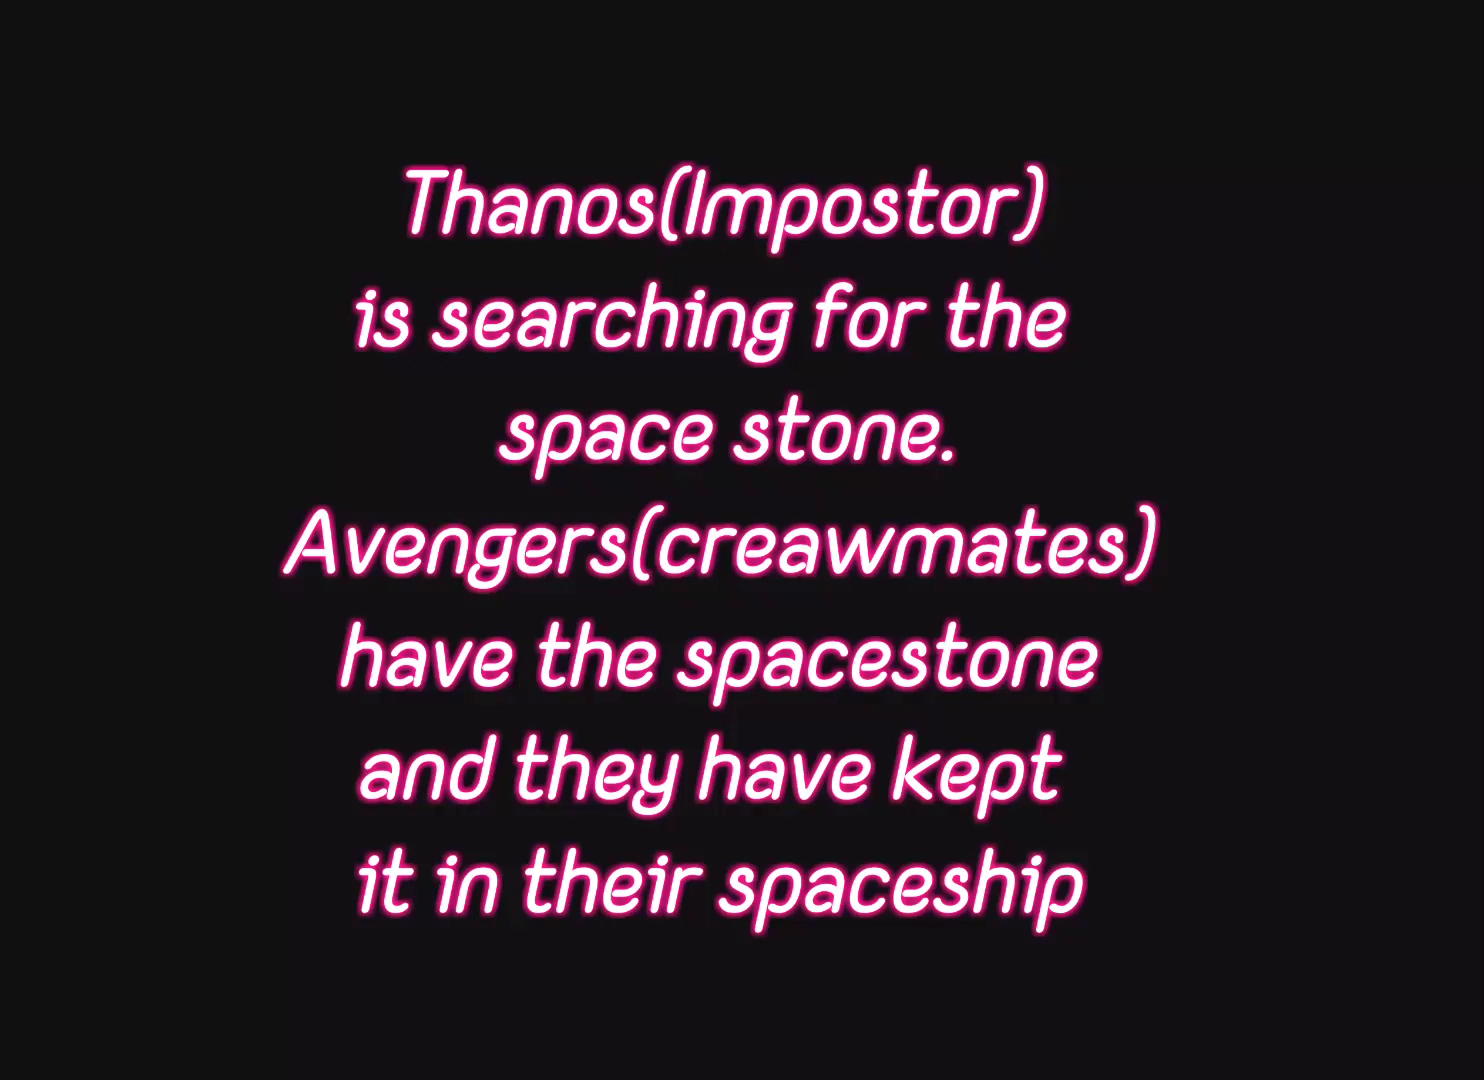 Thanos(Impostor)
is searching for the
space stone.
Avengers(creawmates)
have the spacestone
and they have kept
it in their spaceship